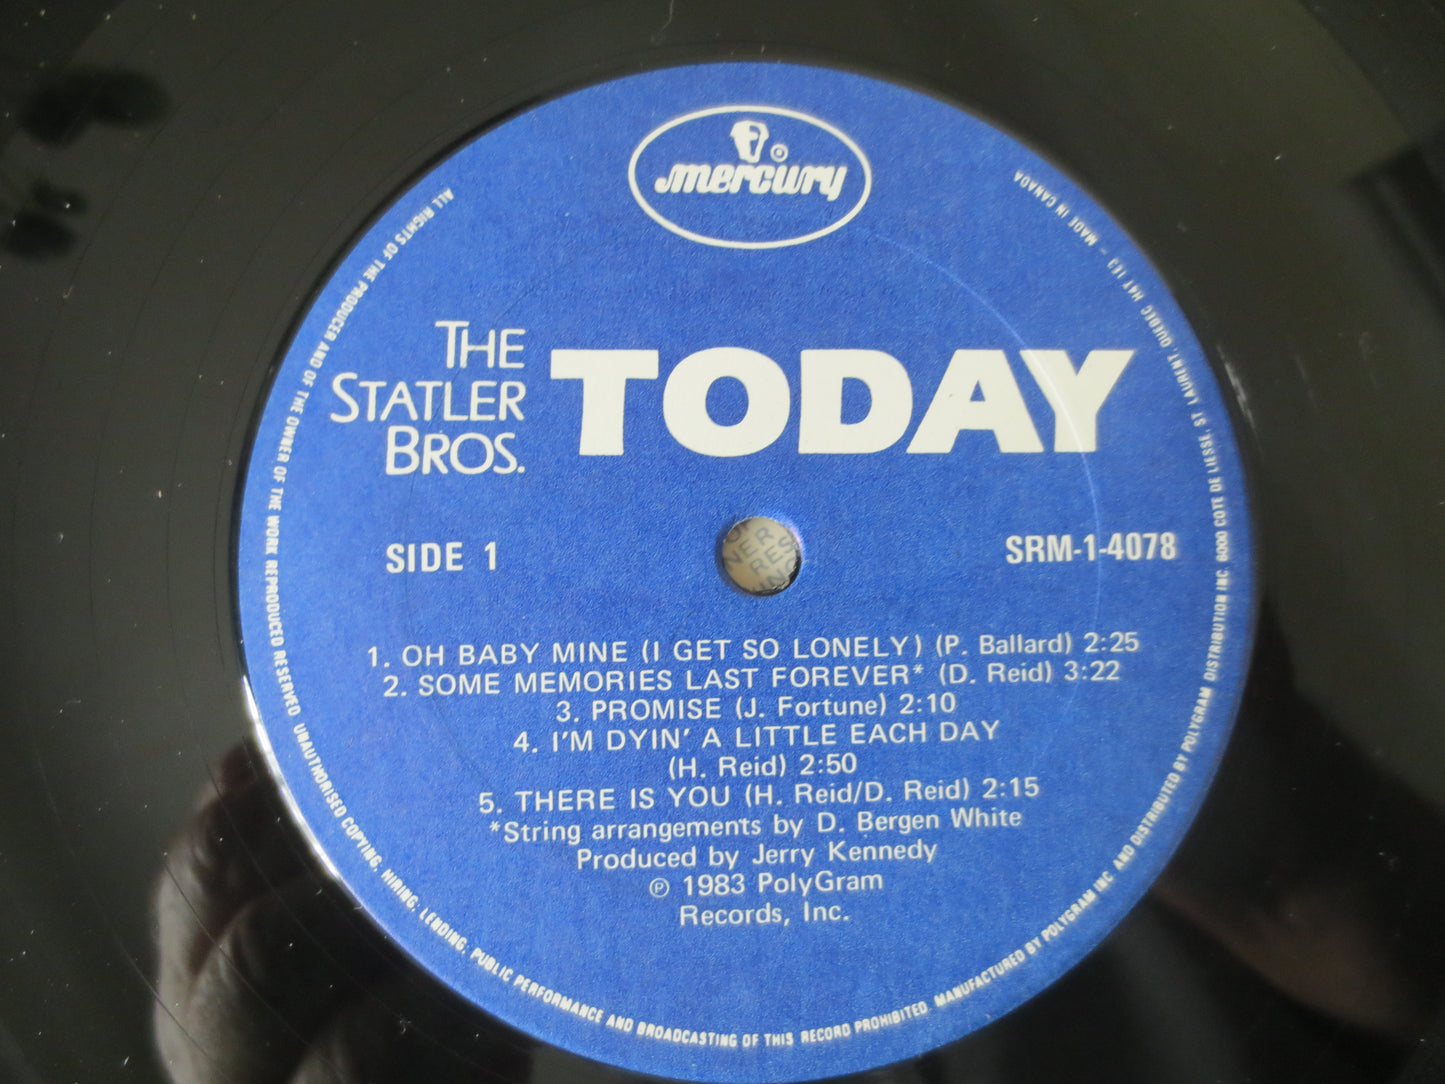 mercury
THE
STATLER
BROS.
TODAY
SIDE 1
SRM-1-4078
1. OH BABY MINE (I GET SO LONELY) (P. Ballard) 2:25
2. SOME MEMORIES LAST FOREVER* (D. Reid) 3:22
3. PROMISE (J. Fortune) 2:10
4. I'M DYIN' A LITTLE EACH DAY
(H. Reid) 2:50
5. THERE IS YOU (H. Reid/D. Reid) 2:15
*String arrangements by D. Bergen White
Produced by Jerry Kennedy
℗ 1983 PolyGram
Records, Inc.
ALL RIGHTS OF THE PRODUCER AND OF THE OWNER OF THE WORK REPRODUCED RESERVED UNAUTHORISED COPYING, HIRING, LENDING, PUBLIC PERFORMANCE AND BROADCASTING OF THIS RECORD PROHIBITED MANUFACTURED BY POLYGRAM INC AND DISTRIBUTED BY POLYGRAM DISTRIBUTION INC. 6000 COTE DE LIESSE, ST LAURENT, QUEBEC H4T 1E3 - MADE IN CANADA